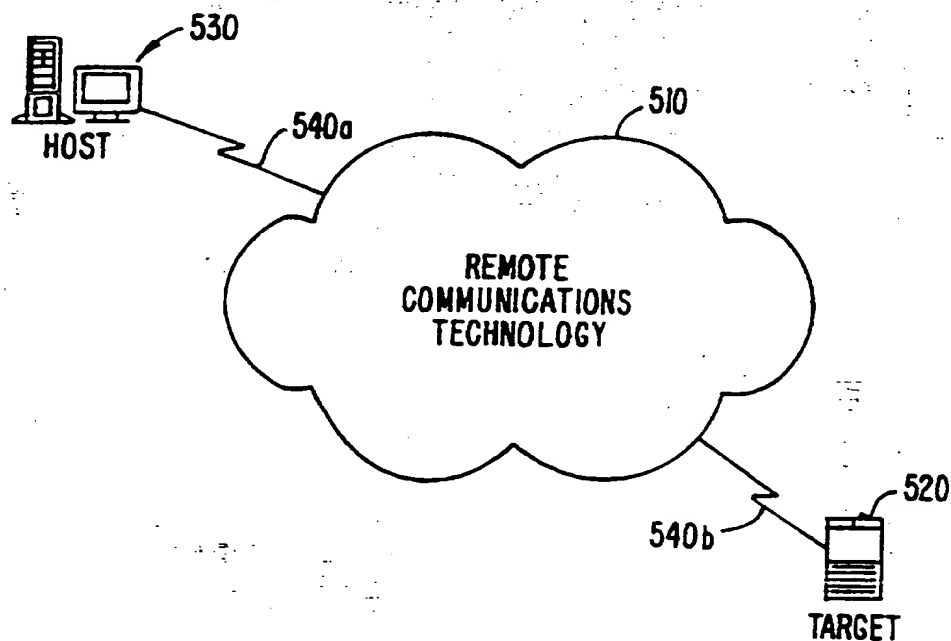 530
HOST
540a
510
REMOTE
COMMUNICATIONS
TECHNOLOGY
540b
520
TARGET